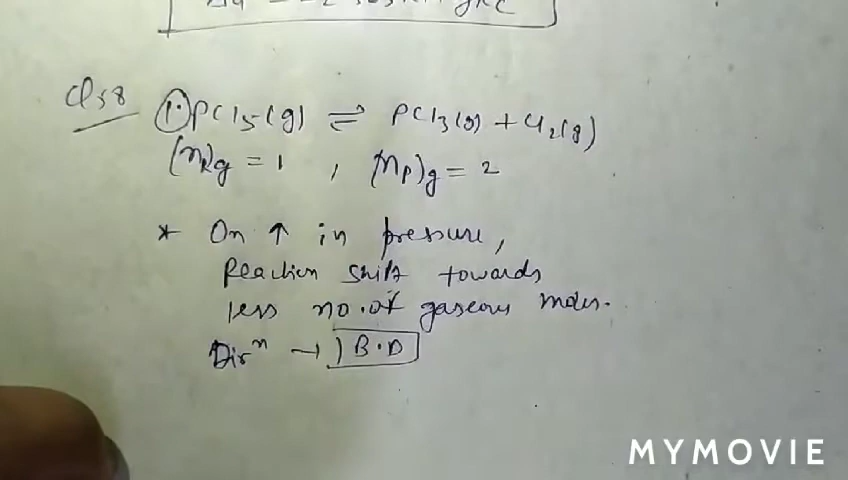 Q58
1. PCl5(g) ⇌ PCl3(g) + Cl2(g)
(nR)g = 1 , (np)g = 2
* On ↑ in pressure,
Reaction shift towards
less no. of gaseous moles.
Dirn → B.D
MYMOVIE